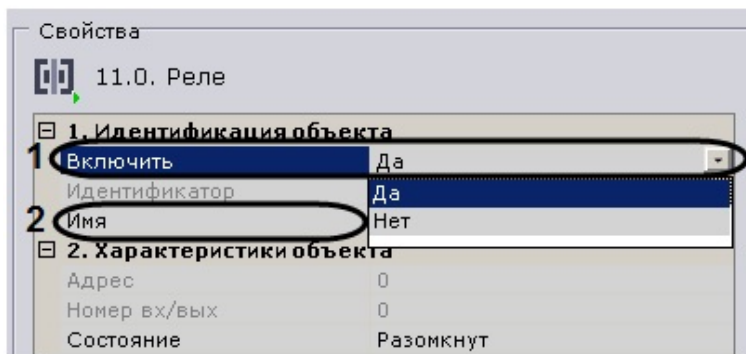 Свойства
11.0. Реле
1. Идентификация объекта
1 Включить Да
Идентификатор Да
2 Имя Нет
2. Характеристики объекта
Адрес 0
Номер вх/вых 0
Состояние Разомкнут